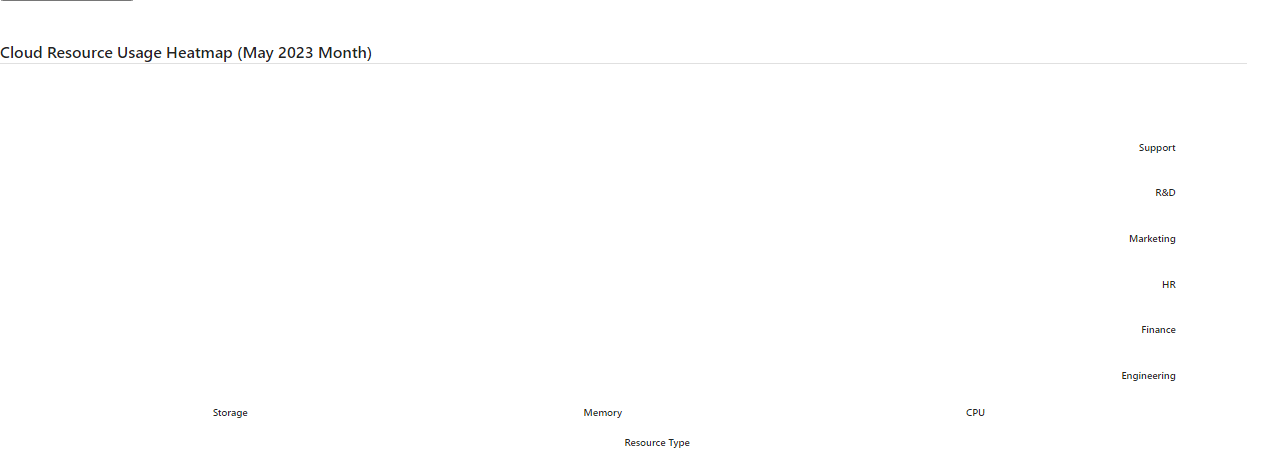 Cloud Resource Usage Heatmap (May 2023 Month)
Support
R&D
Marketing
HR
Finance
Engineering
Storage Memory CPU
Resource Type